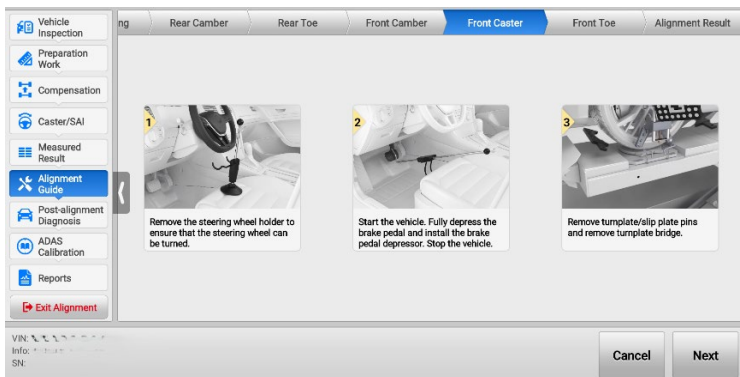 Vehicle
Inspection
Preparation
Work
Compensation
Caster/SAI
Measured
Result
Alignment
Guide
Post-alignment
Diagnosis
ADAS
Calibration
Reports
Exit Alignment
ng
Rear Camber
Rear Toe
Front Camber
Front Caster
Front Toe
Alignment Result
1
Remove the steering wheel holder to
ensure that the steering wheel can
be turned.
2
Start the vehicle. Fully depress the
brake pedal and install the brake
pedal depressor. Stop the vehicle.
3
Remove turnplate/slip plate pins
and remove turnplate bridge.
VIN:
Info:
SN:
Cancel
Next